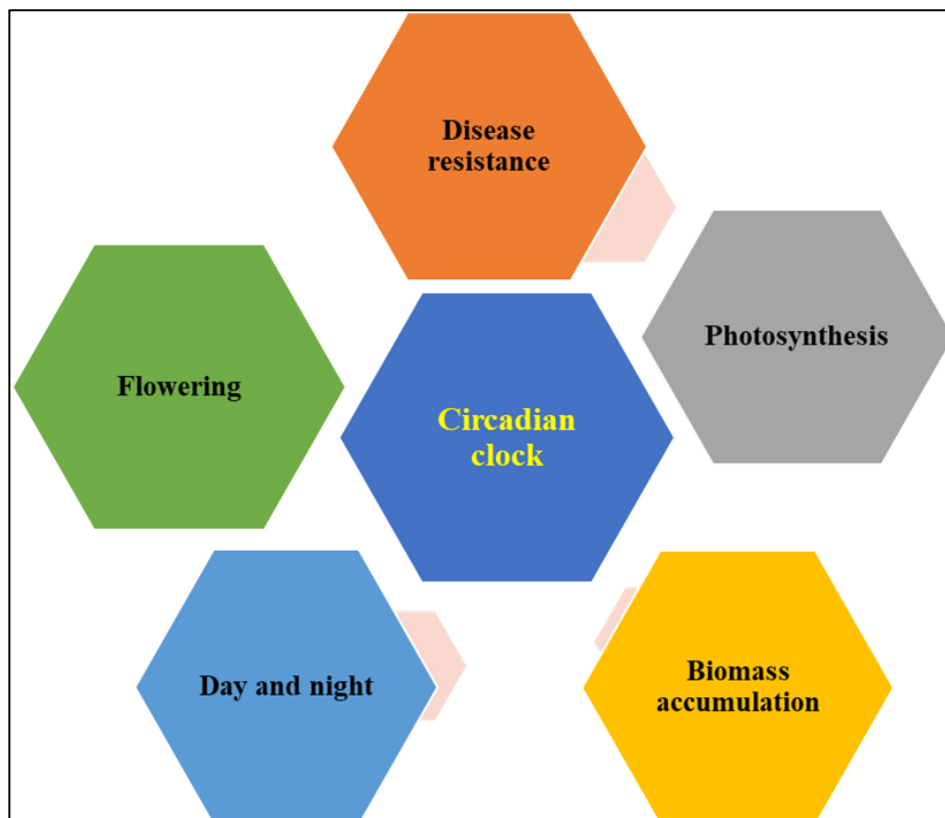 Disease
resistance
Photosynthesis
Flowering
Circadian
clock
Day and night
Biomass
accumulation